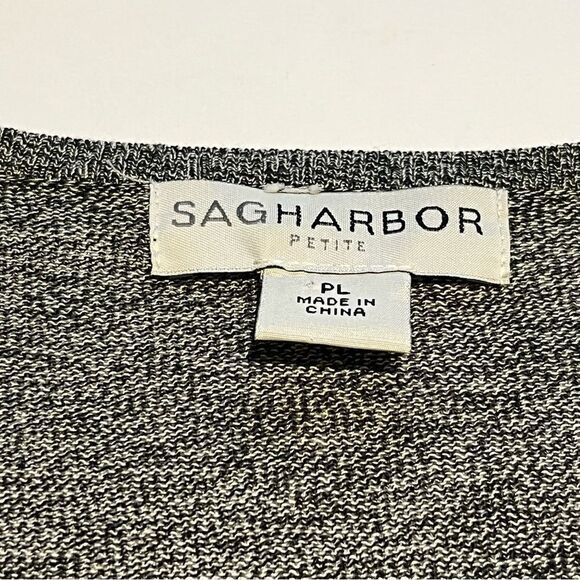 SAGHARBOR
PETITE
PL
MADE IN
CHINA